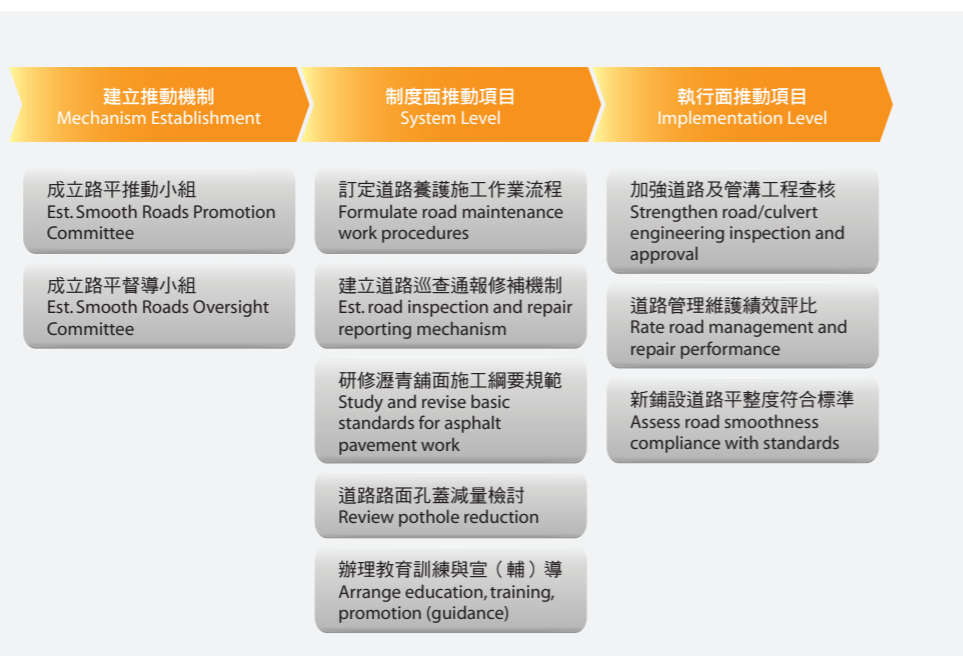 建立推動機制
Mechanism Establishment
成立路平推動小組
Est. Smooth Roads Promotion
Committee
成立路平督導小組
Est. Smooth Roads Oversight
Committee
制度面推動項目
System Level
訂定道路養護施工作業流程
Formulate road maintenance
work procedures
建立道路巡查通報修補機制
Est. road inspection and repair
reporting mechanism
研修瀝青舖面施工綱要規範
Study and revise basic
standards for asphalt
pavement work
道路路面孔蓋減量檢討
Review pothole reduction
辦理教育訓練與宣（輔）導
Arrange education, training,
promotion (guidance)
執行面推動項目
Implementation Level
加強道路及管溝工程查核
Strengthen road/culvert
engineering inspection and
approval
道路管理維護績效評比
Rate road management and
repair performance
新鋪設道路平整度符合標準
Assess road smoothness
compliance with standards